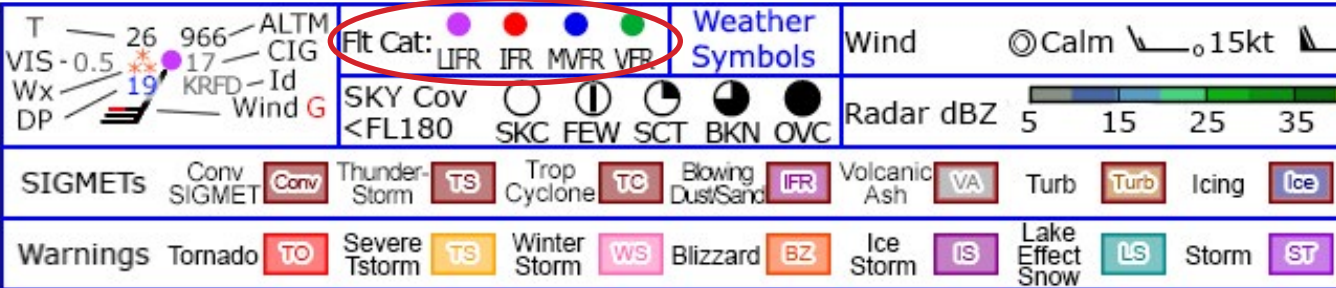 T 26 966 ALTM
VIS - 0.5 17 CIG
Wx 19 KRFD Id
DP Wind G
Flt Cat: LIFR IFR MVFR VFR
SKY Cov
<FL180 SKC FEW SCT BKN OVC
Weather
Symbols
Wind Calm 15kt
Radar dBZ 5 15 25 35
SIGMETs
Conv
SIGMET Conv
Thunder-
Storm TS
Trop
Cyclone TC
Blowing
Dust/Sand IFR
Volcanic
Ash VA
Turb Turb
Icing Ice
Warnings
Tornado TO
Severe
Tstorm TS
Winter
Storm WS
Blizzard BZ
Ice
Storm IS
Lake
Effect
Snow LS
Storm ST